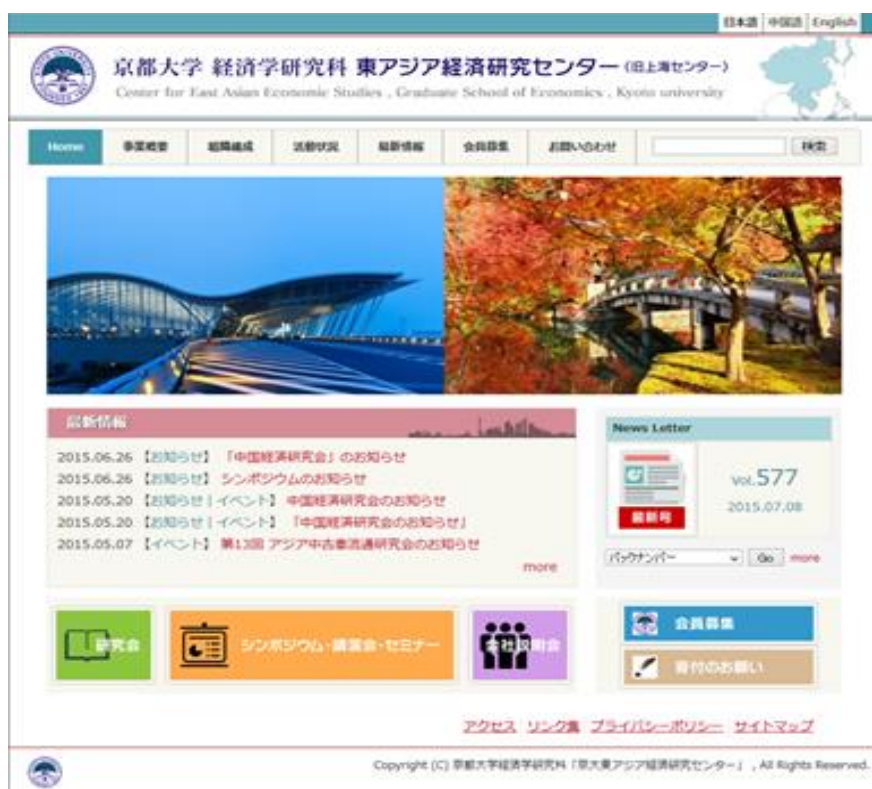 日本語 中国語 English
京都大学 経済学研究科 東アジア経済研究センター (旧上海センター)
Center for East Asian Economic Studies , Graduate School of Economics , Kyoto university
Home 事業概要 組織構成 活動状況 最新情報 会員募集 お問い合わせ 検索
最新情報
2015.06.26 【お知らせ】 「中国経済研究会」のお知らせ
2015.06.26 【お知らせ】 シンポジウムのお知らせ
2015.05.20 【お知らせ | イベント】 中国経済研究会のお知らせ
2015.05.20 【お知らせ | イベント】 「中国経済研究会のお知らせ」
2015.05.07 【イベント】 第13回 アジア中古車流通研究会のお知らせ
more
News Letter
最新号
Vol.577
2015.07.08
バックナンバー Go more
研究会
シンポジウム・講演会・セミナー
会社説明会
会員募集
寄付のお願い
アクセス リンク集 プライバシーポリシー サイトマップ
Copyright (C) 京都大学経済学研究科「京大東アジア経済研究センター」 , All Rights Reserved.